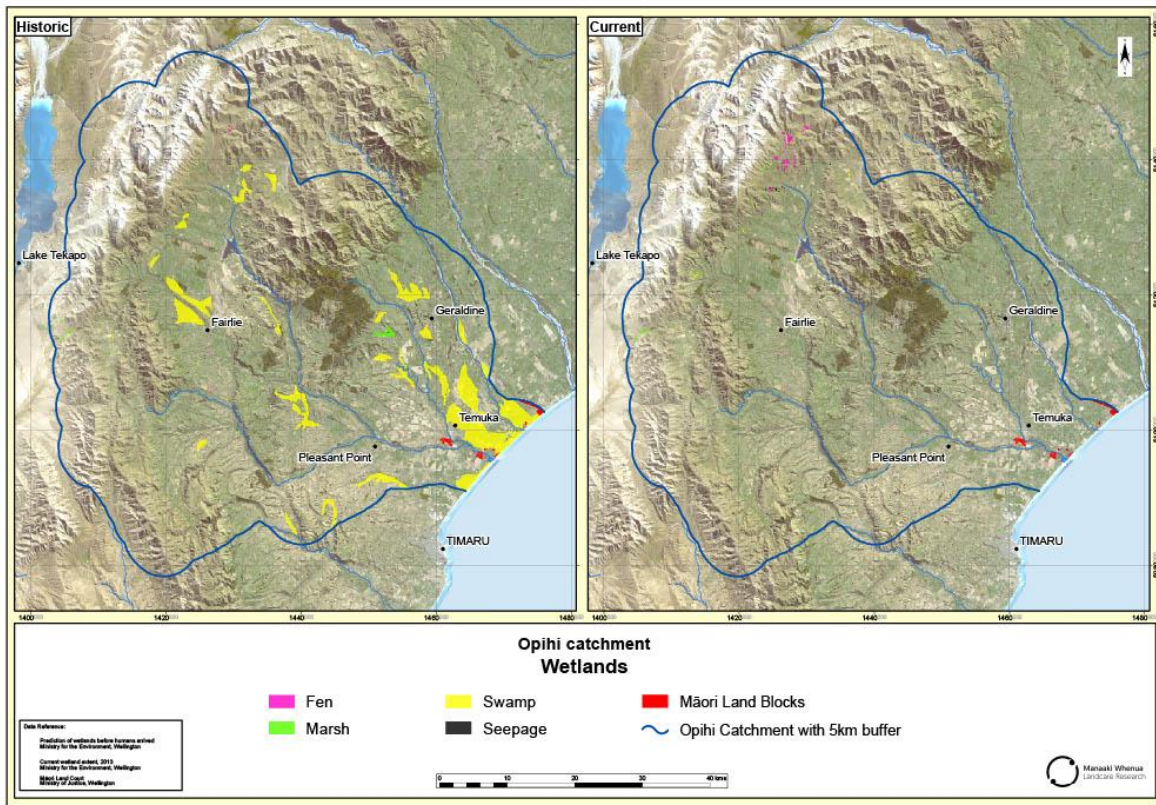 Historic
Lake Tekapo
Fairlie
Geraldine
Temuka
Pleasant Point
TIMARU
1400
1420
1440
1460
1480
Current
Lake Tekapo
Fairlie
Geraldine
Temuka
Pleasant Point
TIMARU
1400
1420
1440
1460
1480
Opihi catchment
Wetlands
Fen
Swamp
Māori Land Blocks
Marsh
Seepage
Opihi Catchment with 5km buffer
Data Reference:
Prediction of wetlands before humans arrived
Ministry for the Environment, Wellington
Current wetland extent, 2013
Ministry for the Environment, Wellington
Māori Land Court
Ministry of Justice, Wellington
0 10 20 30 40 kms
Manaaki Whenua
Landcare Research